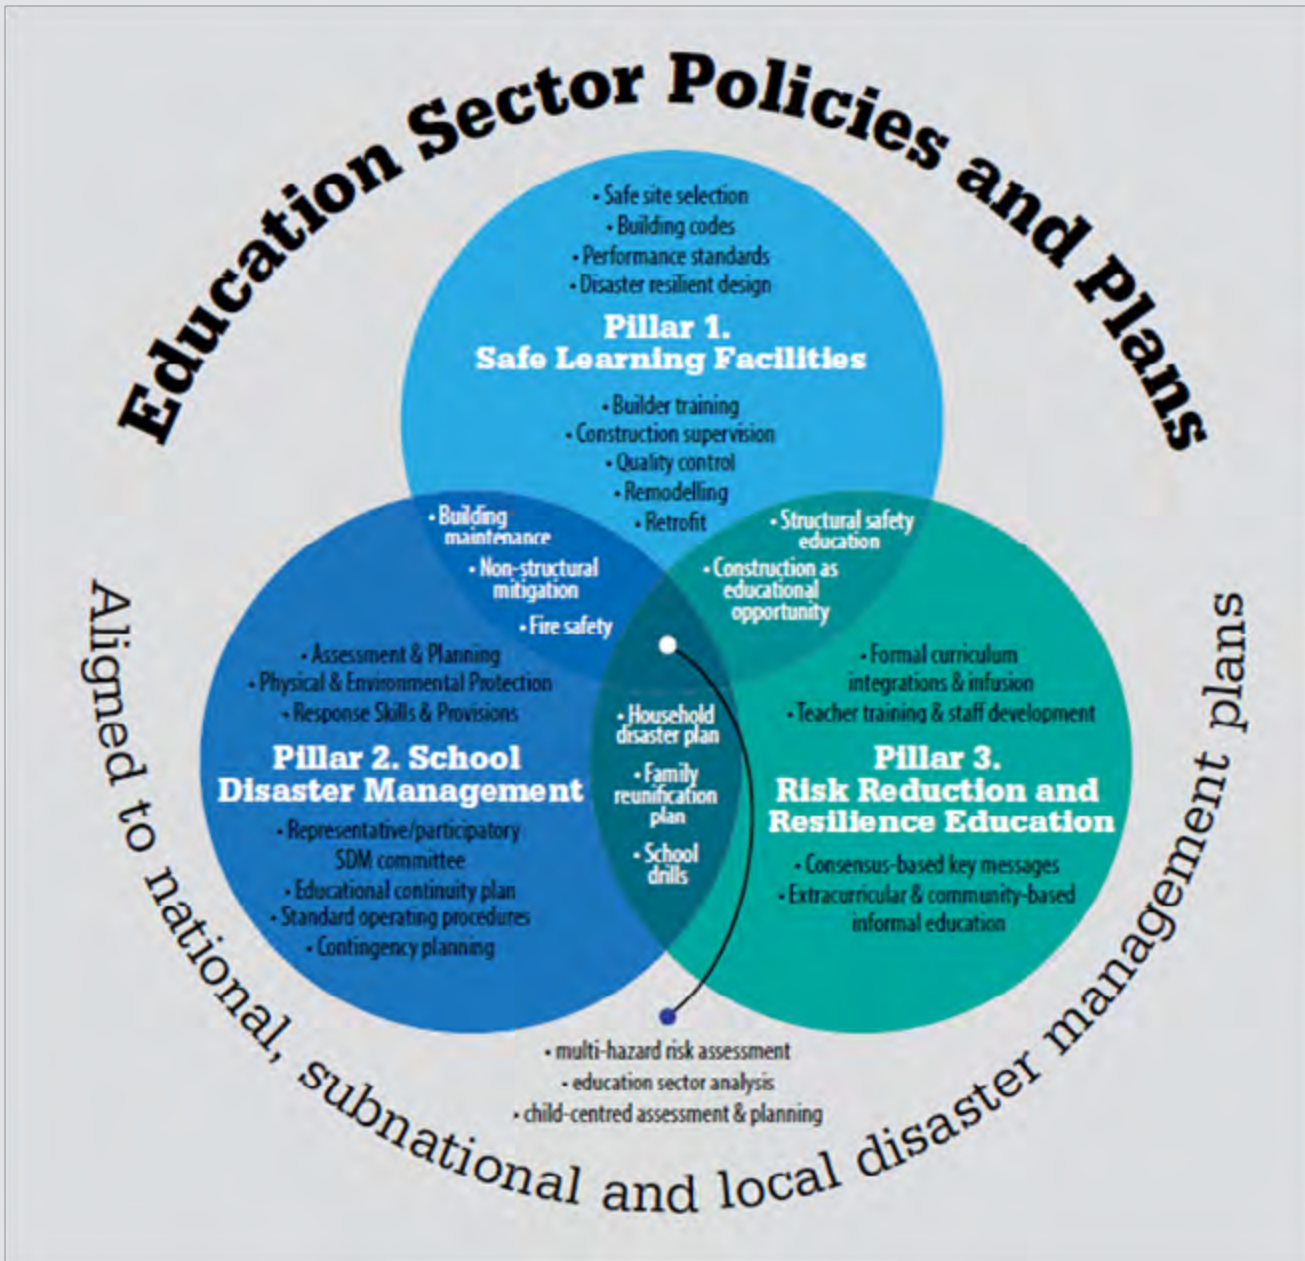 Education Sector Policies and Plans
• Safe site selection
• Building codes
• Performance standards
• Disaster resilient design
Pillar 1.
Safe Learning Facilities
• Builder training
• Construction supervision
• Quality control
• Remodelling
• Retrofit
• Building
maintenance
• Non-structural
mitigation
• Fire safety
• Structural safety
education
• Construction as
educational
opportunity
• Assessment & Planning
• Physical & Environmental Protection
• Response Skills & Provisions
Pillar 2. School
Disaster Management
• Representative/participatory
SDM committee
• Educational continuity plan
• Standard operating procedures
• Contingency planning
• Household
disaster plan
• Family
reunification
plan
• School
drills
• Formal curriculum
integrations & infusion
• Teacher training & staff development
Pillar 3.
Risk Reduction and
Resilience Education
• Consensus-based key messages
• Extracurricular & community-based
informal education
• multi-hazard risk assessment
• education sector analysis
• child-centred assessment & planning
Aligned to national, subnational and local disaster management plans